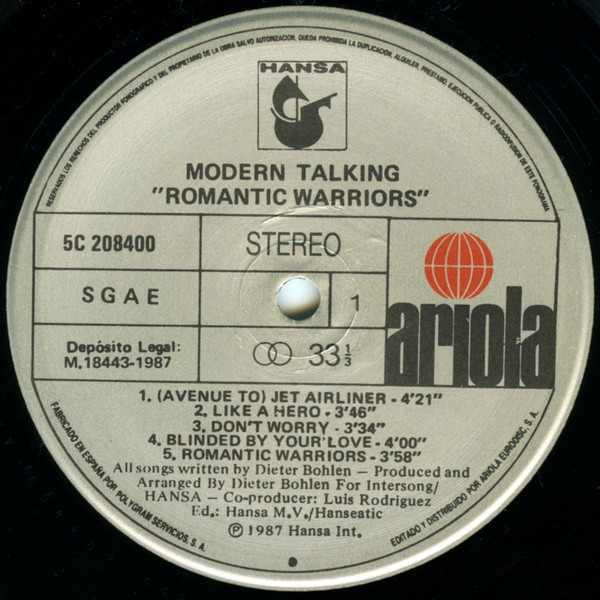 RESERVADOS LOS DERECHOS DEL PRODUCTOR FONOGRAFICO Y DEL PROPIETARIO DE LA OBRA SALVO AUTORIZACION, QUEDA PROHIBIDA LA DUPLICACION, ALQUILER, PRESTAMO, EJECUCION PUBLICA O RADIODIFUSION DE ESTE FONOGRAMA
HANSA
MODERN TALKING
"ROMANTIC WARRIORS"
5C 208400
STEREO
SGAE
1
ariola
Depósito Legal:
M.18443-1987
33 1/3
1. (AVENUE TO) JET AIRLINER - 4'21"
2. LIKE A HERO - 3'46"
3. DON'T WORRY - 3'34"
4. BLINDED BY YOUR LOVE - 4'00"
5. ROMANTIC WARRIORS - 3'58"
All songs written by Dieter Bohlen – Produced and
Arranged By Dieter Bohlen For Intersong/
HANSA – Co-producer: Luis Rodriguez
Ed.: Hansa M.V./Hanseatic
Ⓟ 1987 Hansa Int.
FABRICADO EN ESPAÑA POR POLYGRAM SERVICIOS, S. A.
EDITADO Y DISTRIBUIDO POR ARIOLA EURODISC, S. A.